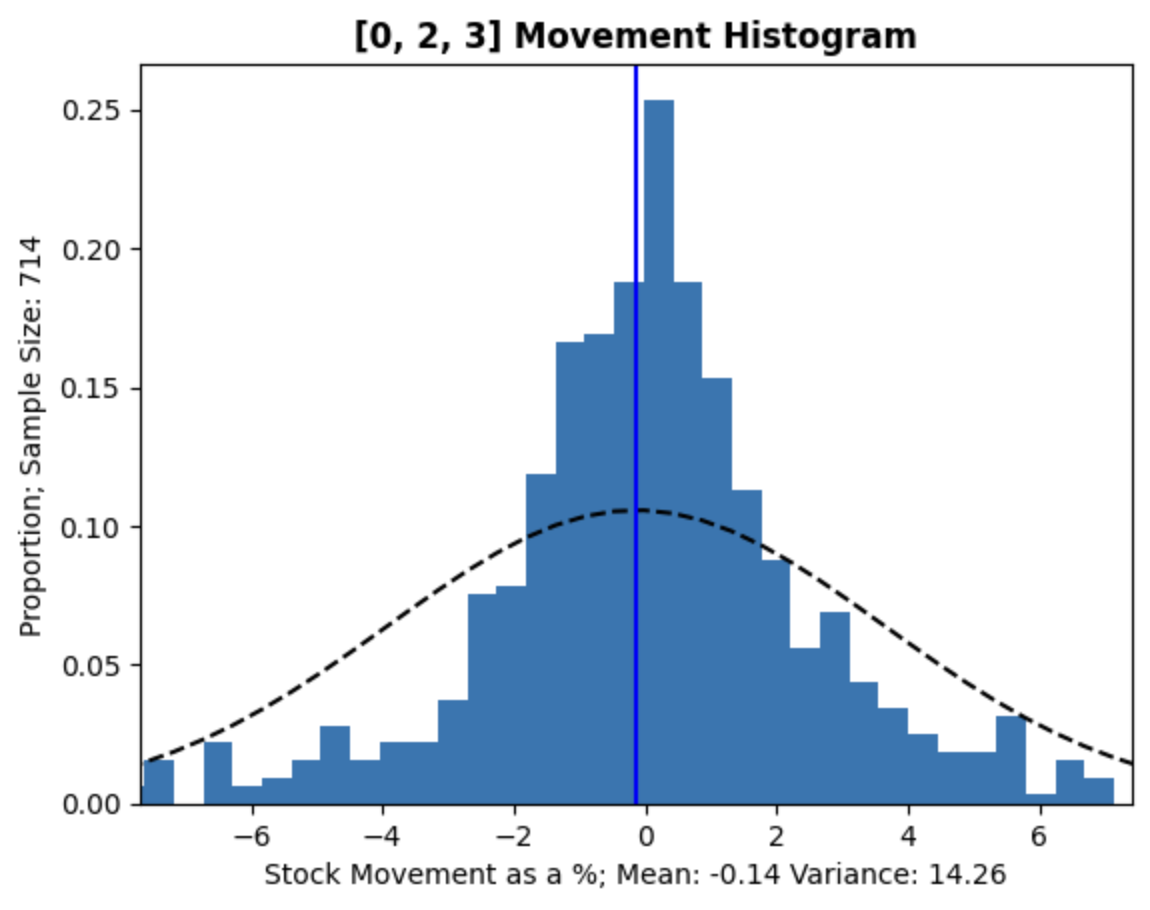 [0, 2, 3] Movement Histogram
0.25
0.20
0.15
0.10
0.05
0.00
Proportion; Sample Size: 714
−6 −4 −2 0 2 4 6
Stock Movement as a %; Mean: -0.14 Variance: 14.26